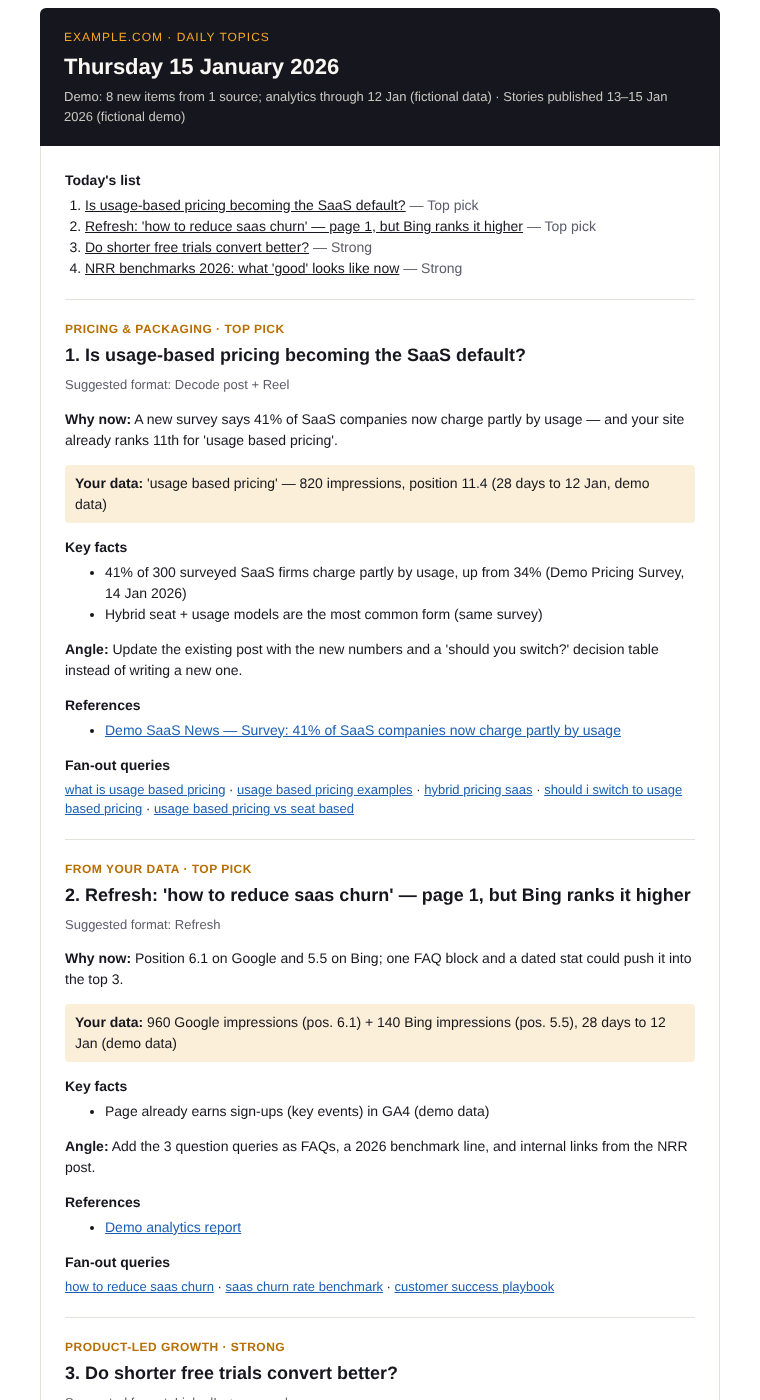 EXAMPLE.COM · DAILY TOPICS
Thursday 15 January 2026
Demo: 8 new items from 1 source; analytics through 12 Jan (fictional data) · Stories published 13–15 Jan
2026 (fictional demo)
Today's list
1. Is usage-based pricing becoming the SaaS default? — Top pick
2. Refresh: 'how to reduce saas churn' — page 1, but Bing ranks it higher — Top pick
3. Do shorter free trials convert better? — Strong
4. NRR benchmarks 2026: what 'good' looks like now — Strong
PRICING & PACKAGING · TOP PICK
1. Is usage-based pricing becoming the SaaS default?
Suggested format: Decode post + Reel
Why now: A new survey says 41% of SaaS companies now charge partly by usage — and your site
already ranks 11th for 'usage based pricing'.
Your data: 'usage based pricing' — 820 impressions, position 11.4 (28 days to 12 Jan, demo
data)
Key facts
• 41% of 300 surveyed SaaS firms charge partly by usage, up from 34% (Demo Pricing Survey,
14 Jan 2026)
• Hybrid seat + usage models are the most common form (same survey)
Angle: Update the existing post with the new numbers and a 'should you switch?' decision table
instead of writing a new one.
References
• Demo SaaS News — Survey: 41% of SaaS companies now charge partly by usage
Fan-out queries
what is usage based pricing · usage based pricing examples · hybrid pricing saas · should i switch to usage
based pricing · usage based pricing vs seat based
FROM YOUR DATA · TOP PICK
2. Refresh: 'how to reduce saas churn' — page 1, but Bing ranks it higher
Suggested format: Refresh
Why now: Position 6.1 on Google and 5.5 on Bing; one FAQ block and a dated stat could push it into
the top 3.
Your data: 960 Google impressions (pos. 6.1) + 140 Bing impressions (pos. 5.5), 28 days to 12
Jan (demo data)
Key facts
• Page already earns sign-ups (key events) in GA4 (demo data)
Angle: Add the 3 question queries as FAQs, a 2026 benchmark line, and internal links from the NRR
post.
References
• Demo analytics report
Fan-out queries
how to reduce saas churn · saas churn rate benchmark · customer success playbook
PRODUCT-LED GROWTH · STRONG
3. Do shorter free trials convert better?